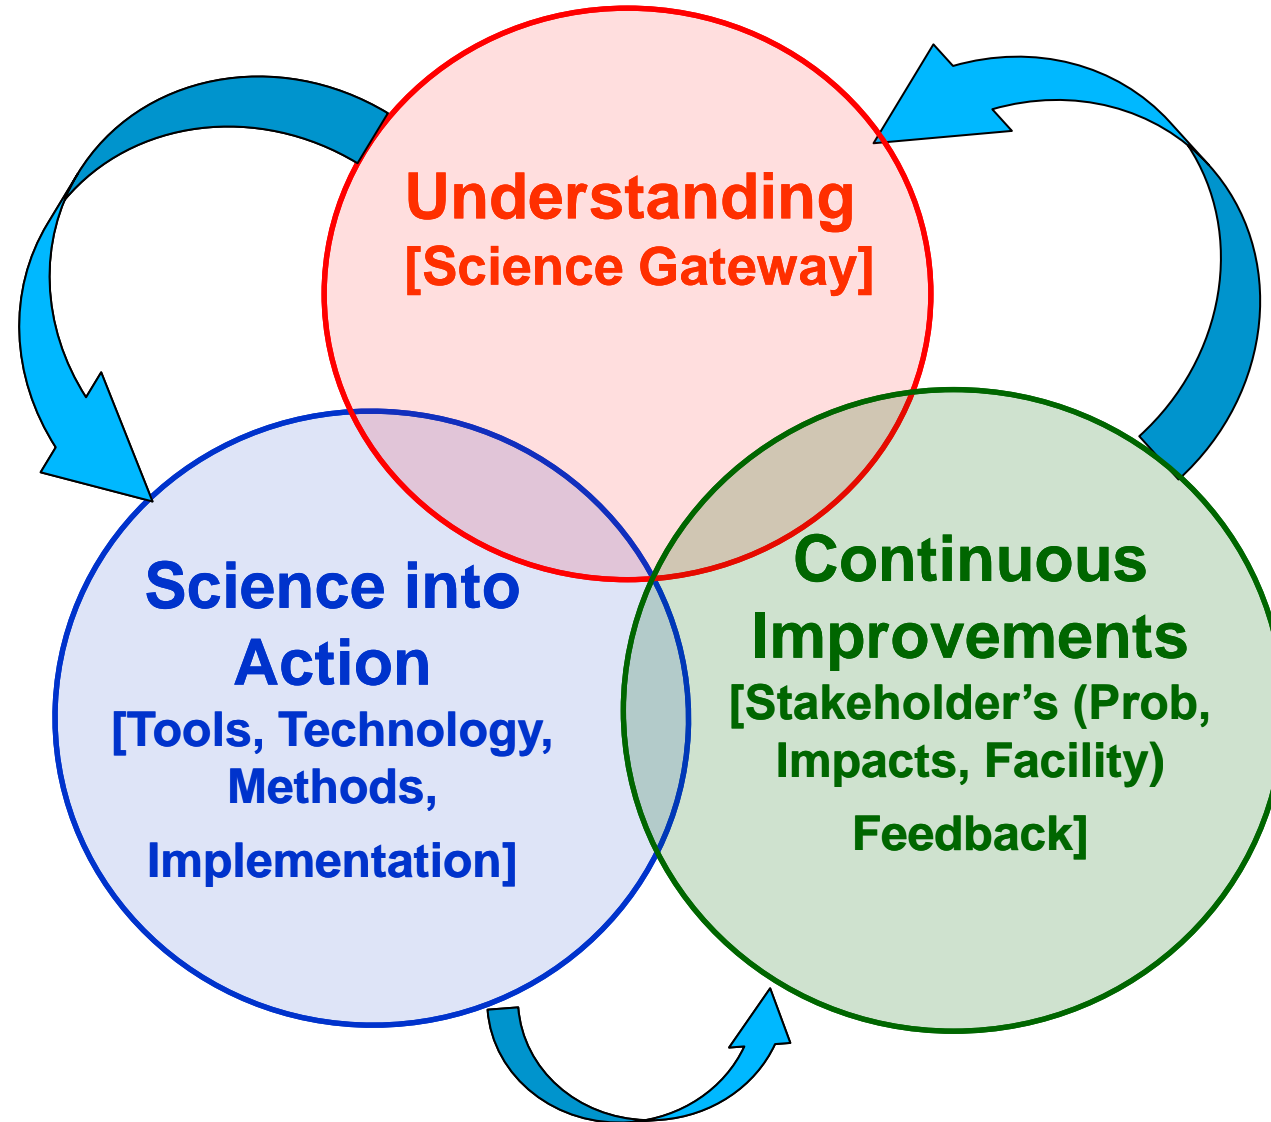 Understanding
[Science Gateway]
Science into
Action
[Tools, Technology,
Methods,
Implementation]
Continuous
Improvements
[Stakeholder’s (Prob,
Impacts, Facility)
Feedback]